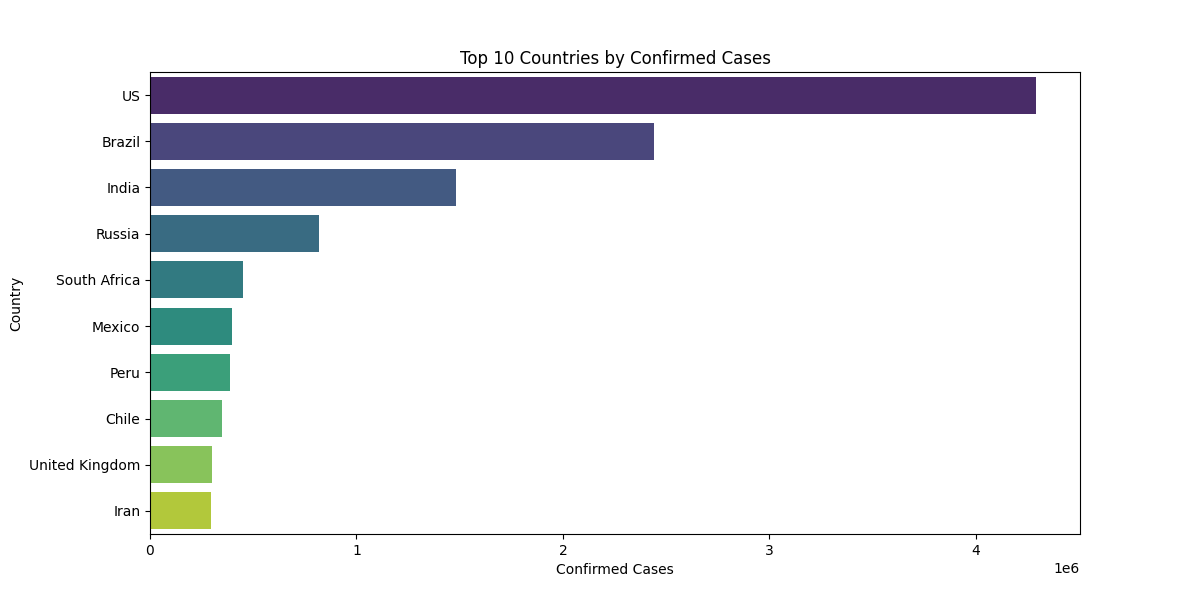 Top 10 Countries by Confirmed Cases
US
Brazil
India
Russia
South Africa
Mexico
Peru
Chile
United Kingdom
Iran
Country
0 1 2 3 4
1e6
Confirmed Cases